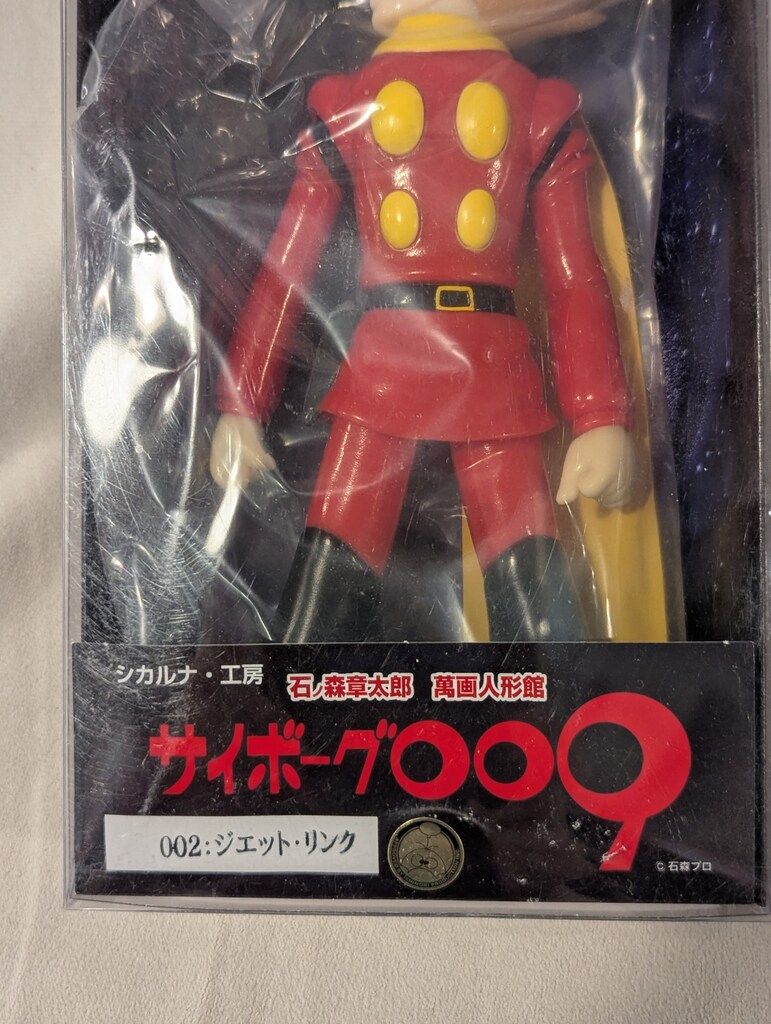 シカルナ・工房
石ノ森章太郎 萬画人形館
サイボーグ009
002:ジエット・リンク
© 石森プロ